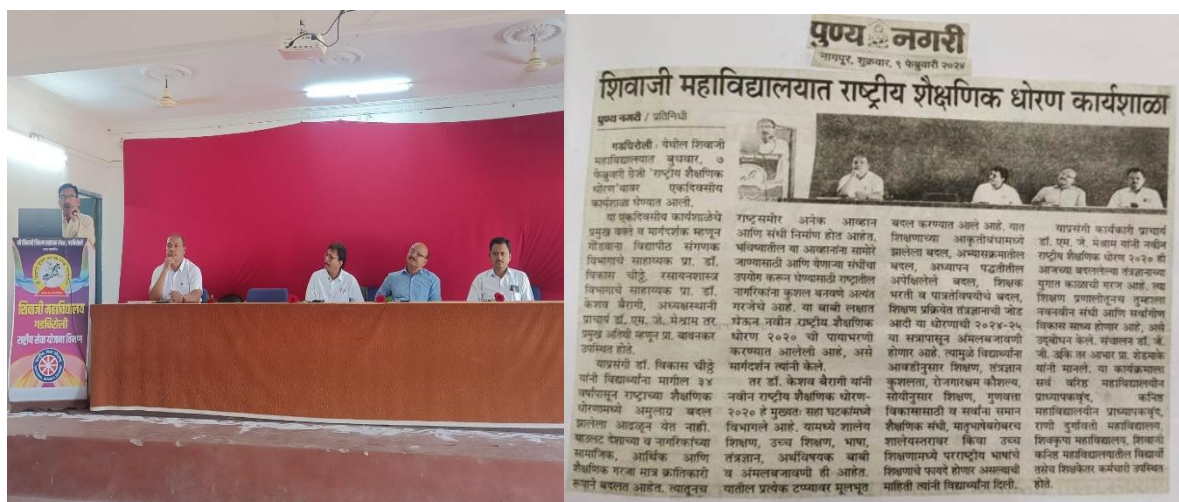 शिवाजी महाविद्यालय
गडचिरोली
राष्ट्रीय सेवा योजना विभाग
पुण्य नगरी
नागपूर, शुक्रवार, ९ फेब्रुवारी २०२४
शिवाजी महाविद्यालयात राष्ट्रीय शैक्षणिक धोरण कार्यशाळा
पुण्य नगरी / प्रतिनिधी
गडचिरोली - येथील शिवाजी
महाविद्यालयात बुधवार, ७
फेब्रुवारी रोजी 'राष्ट्रीय शैक्षणिक
धोरण'यावर एकदिवसीय
कार्यशाळा घेण्यात आली.
या एकदिवसीय कार्यशाळेचे
प्रमुख वक्ते व मार्गदर्शक म्हणून
गोंडवाना विद्यापीठ संगणक
विभागाचे साहाय्यक प्रा. डॉ.
विकास चीठ्ठे, रसायनशास्त्र
विभागाचे साहाय्यक प्रा. डॉ.
केशव बैरागी, अध्यक्षस्थानी
प्राचार्य डॉ. एम. जे. मेश्राम तर
प्रमुख अतिथी म्हणून प्रा. बावनकर
उपस्थित होते.
याप्रसंगी डॉ. विकास चीठ्ठे
यांनी विद्यार्थ्यांना मागील ३४
वर्षांपासून राष्ट्राच्या शैक्षणिक
धोरणामध्ये अमुलाग्र बदल
झालेला आढळून येत नाही.
याउलट देशाच्या व नागरिकांच्या
सामाजिक, आर्थिक आणि
शैक्षणिक गरजा मात्र क्रांतिकारी
रूपाने बदलत आहेत. त्यातूनच
राष्ट्रासमोर अनेक आव्हान
आणि संधी निर्माण होत आहेत.
भविष्यातील या आव्हानांना सामोरे
जाण्यासाठी आणि येणाऱ्या संधींचा
उपयोग करून घेण्यासाठी राष्ट्रातील
नागरिकांना कुशल बनवणे अत्यंत
गरजेचे आहे. या बाबी लक्षात
घेऊन नवीन राष्ट्रीय शैक्षणिक
धोरण २०२० ची पायाभरणी
करण्यात आलेली आहे, असे
मार्गदर्शन त्यांनी केले.
तर डॉ. केशव बैरागी यांनी
नवीन राष्ट्रीय शैक्षणिक धोरण-
२०२० हे मुख्यतः सहा घटकांमध्ये
विभागले आहे. यामध्ये शालेय
शिक्षण, उच्च शिक्षण, भाषा,
तंत्रज्ञान, अर्थविषयक बाबी
व अंमलबजावणी ही आहेत.
यातील प्रत्येक टप्प्यावर मूलभूत
बदल करण्यात आले आहे. यात
शिक्षणाच्या आकृतीबंधामध्ये
झालेला बदल, अभ्यासक्रमातील
बदल, अध्यापन पद्धतीतील
अपेक्षिलेले बदल, शिक्षक
भरती व पात्रतेविषयीचे बदल,
शिक्षण प्रक्रियेत तंत्रज्ञानाची जोड
आदी या धोरणाची २०२४-२५
या सत्रापासून अंमलबजावणी
होणार आहे. त्यामुळे विद्यार्थ्यांना
आवडीनुसार शिक्षण, तंत्रज्ञान
कुशलता, रोजगारक्षम कौशल्य,
सोयीनुसार शिक्षण, गुणवत्ता
विकासासाठी व सर्वांना समान
शैक्षणिक संधी, मातृभाषेबरोबरच
शालेयस्तरावर किंवा उच्च
शिक्षणामध्ये परराष्ट्रीय भाषांचे
शिक्षणाचे फायदे होणार असल्याची
माहिती त्यांनी विद्यार्थ्यांना दिली.
याप्रसंगी कार्यकारी प्राचार्य
डॉ. एम. जे. मेश्राम यांनी नवीन
राष्ट्रीय शैक्षणिक धोरण २०२० ही
आजच्या बदललेल्या तंत्रज्ञानाच्या
युगात काळाची गरज आहे. त्या
शिक्षण प्रणालीतूनच तुम्हाला
नवनवीन संधी आणि सर्वांगीण
विकास साध्य होणार आहे, असे
उद्बोधन केले. संचालन डॉ. जे.
जी. उकि तर आभार प्रा. शेडमाके
यांनी मानले. या कार्यक्रमाला
सर्व वरिष्ठ महाविद्यालयीन
प्राध्यापकवृंद, कनिष्ठ
महाविद्यालयीन प्राध्यापकवृंद,
राणी दुर्गावती महाविद्यालय,
शिवकृपा महाविद्यालय, शिवाजी
कनिष्ठ महाविद्यालयातील विद्यार्थी
तसेच शिक्षकेतर कर्मचारी उपस्थित
होते.